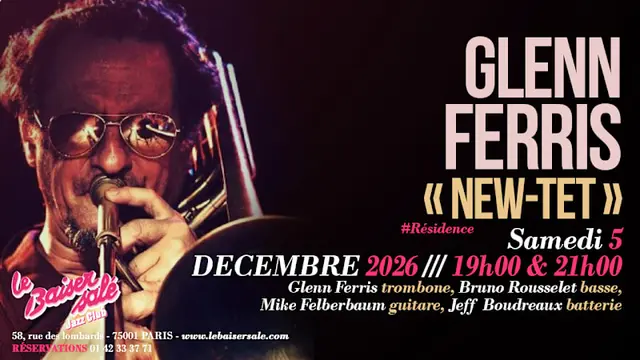 GLENN
FERRIS
« NEW-TET »
#Résidence
Samedi 5
DECEMBRE 2026 /// 19h00 & 21h00
Glenn Ferris trombone, Bruno Rousselet basse,
Mike Felberbaum guitare, Jeff Boudreaux batterie
le
Baiser
salé
Jazz Club
58, rue des lombards - 75001 PARIS - www.lebaisersale.com
RÉSERVATIONS 01 42 33 37 71